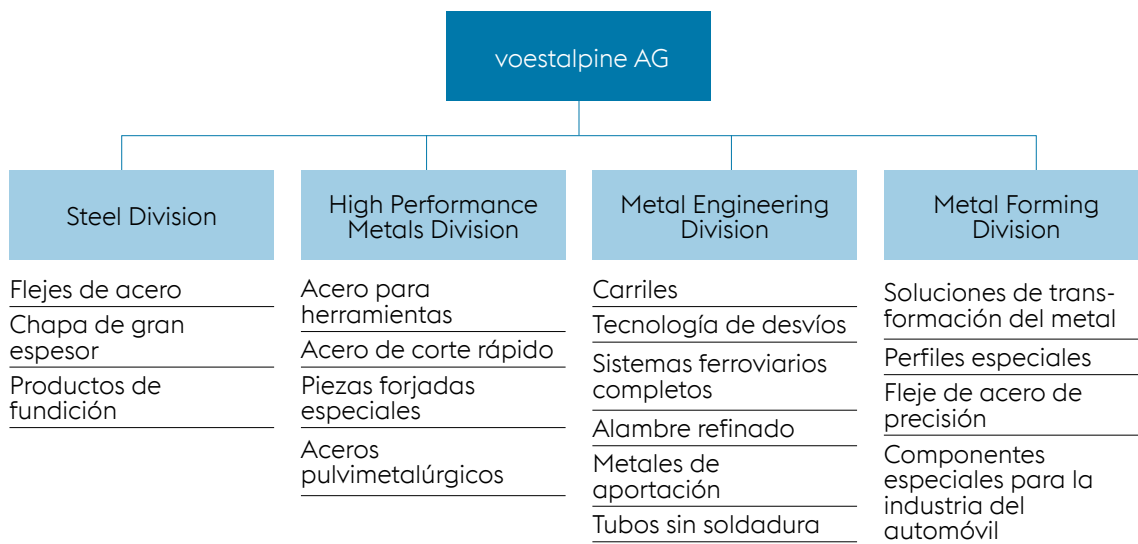 voestalpine AG
Steel Division
Flejes de acero
Chapa de gran
espesor
Productos de
fundición
High Performance
Metals Division
Acero para
herramientas
Acero de corte rápido
Piezas forjadas
especiales
Aceros
pulvimetalúrgicos
Metal Engineering
Division
Carriles
Tecnología de desvíos
Sistemas ferroviarios
completos
Alambre refinado
Metales de
aportación
Tubos sin soldadura
Metal Forming
Division
Soluciones de trans-
formación del metal
Perfiles especiales
Fleje de acero de
precisión
Componentes
especiales para la
industria del
automóvil